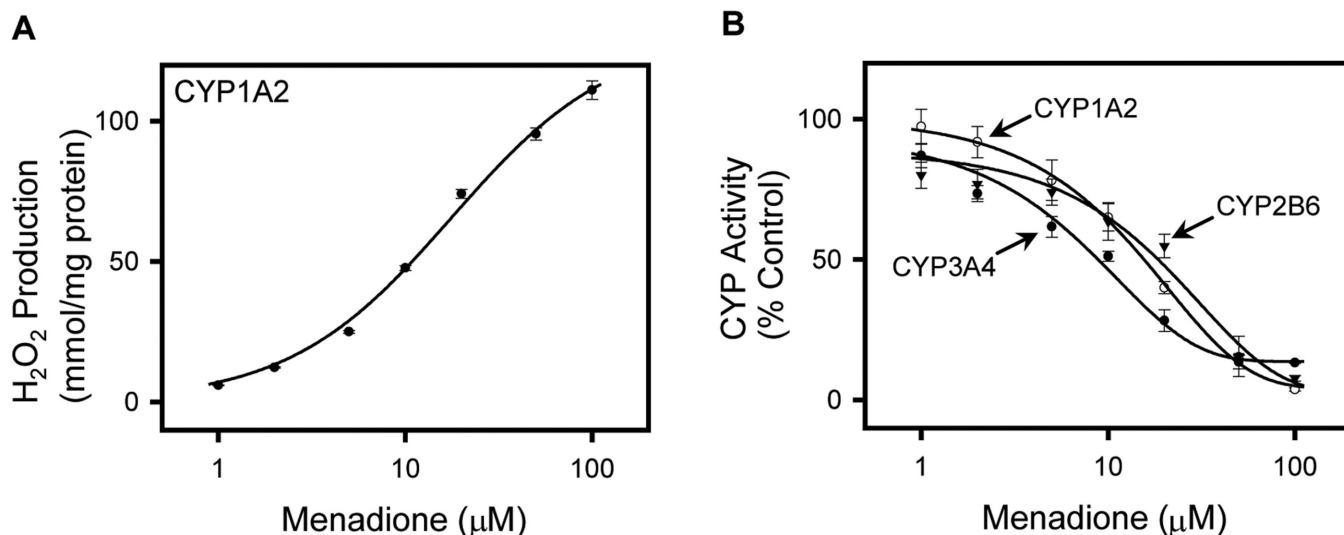 A
CYP1A2
100
50
0
H₂O₂ Production
(mmol/mg protein)
1
10
100
Menadione (μM)
B
CYP1A2
CYP2B6
CYP3A4
100
50
0
CYP Activity
(% Control)
1
10
100
Menadione (μM)